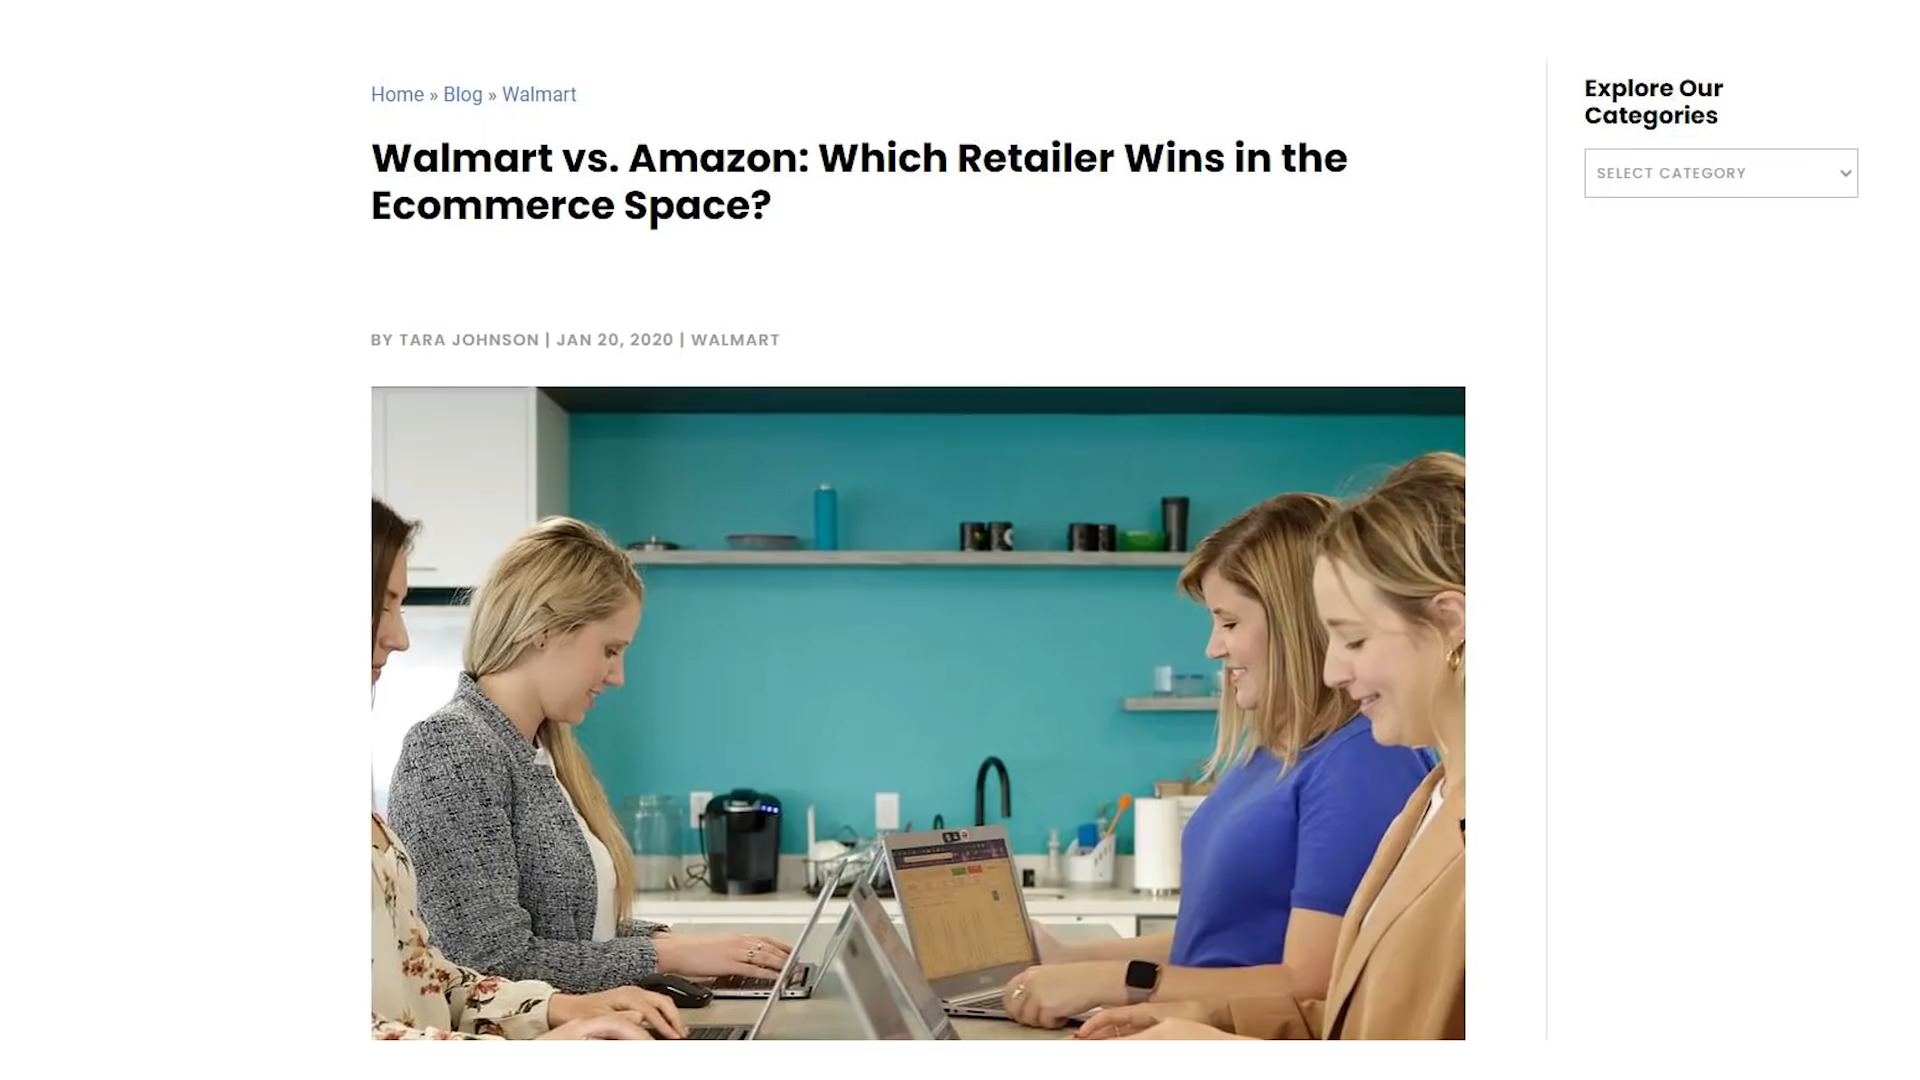 Home » Blog » Walmart
Walmart vs. Amazon: Which Retailer Wins in the
Ecommerce Space?
BY TARA JOHNSON | JAN 20, 2020 | WALMART
Explore Our
Categories
SELECT CATEGORY